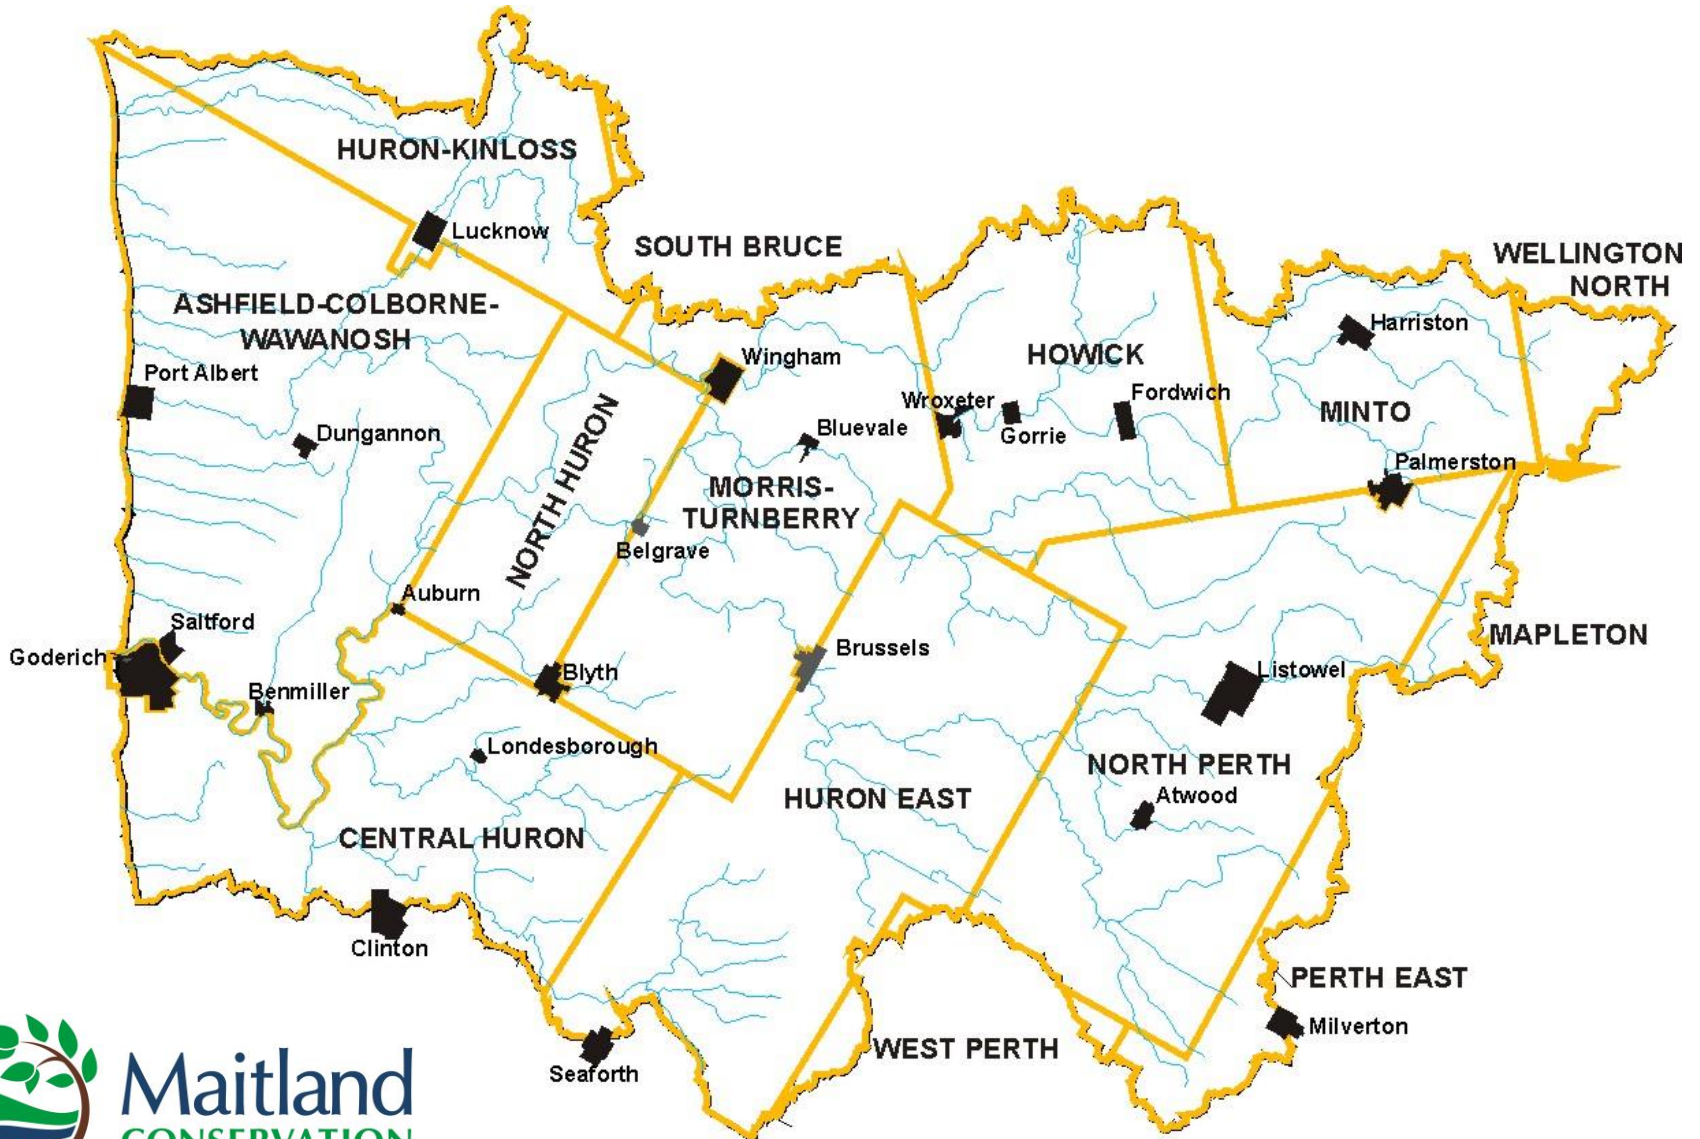 HURON-KINLOSS
Lucknow
SOUTH BRUCE
WELLINGTON
NORTH
ASHFIELD-COLBORNE-
WAWANOSH
Harriston
Wingham
HOWICK
Port Albert
Fordwich
Wroxeter
MINTO
Dungannon
Bluevale
Gorrie
Palmerston
NORTH HURON
MORRIS-
TURNBERRY
Belgrave
Auburn
Saltford
MAPLETON
Goderich
Brussels
Blyth
Listowel
Benmiller
Londesborough
NORTH PERTH
HURON EAST
Atwood
CENTRAL HURON
Clinton
PERTH EAST
Milverton
WEST PERTH
Seaforth
Maitland
CONSERVATION